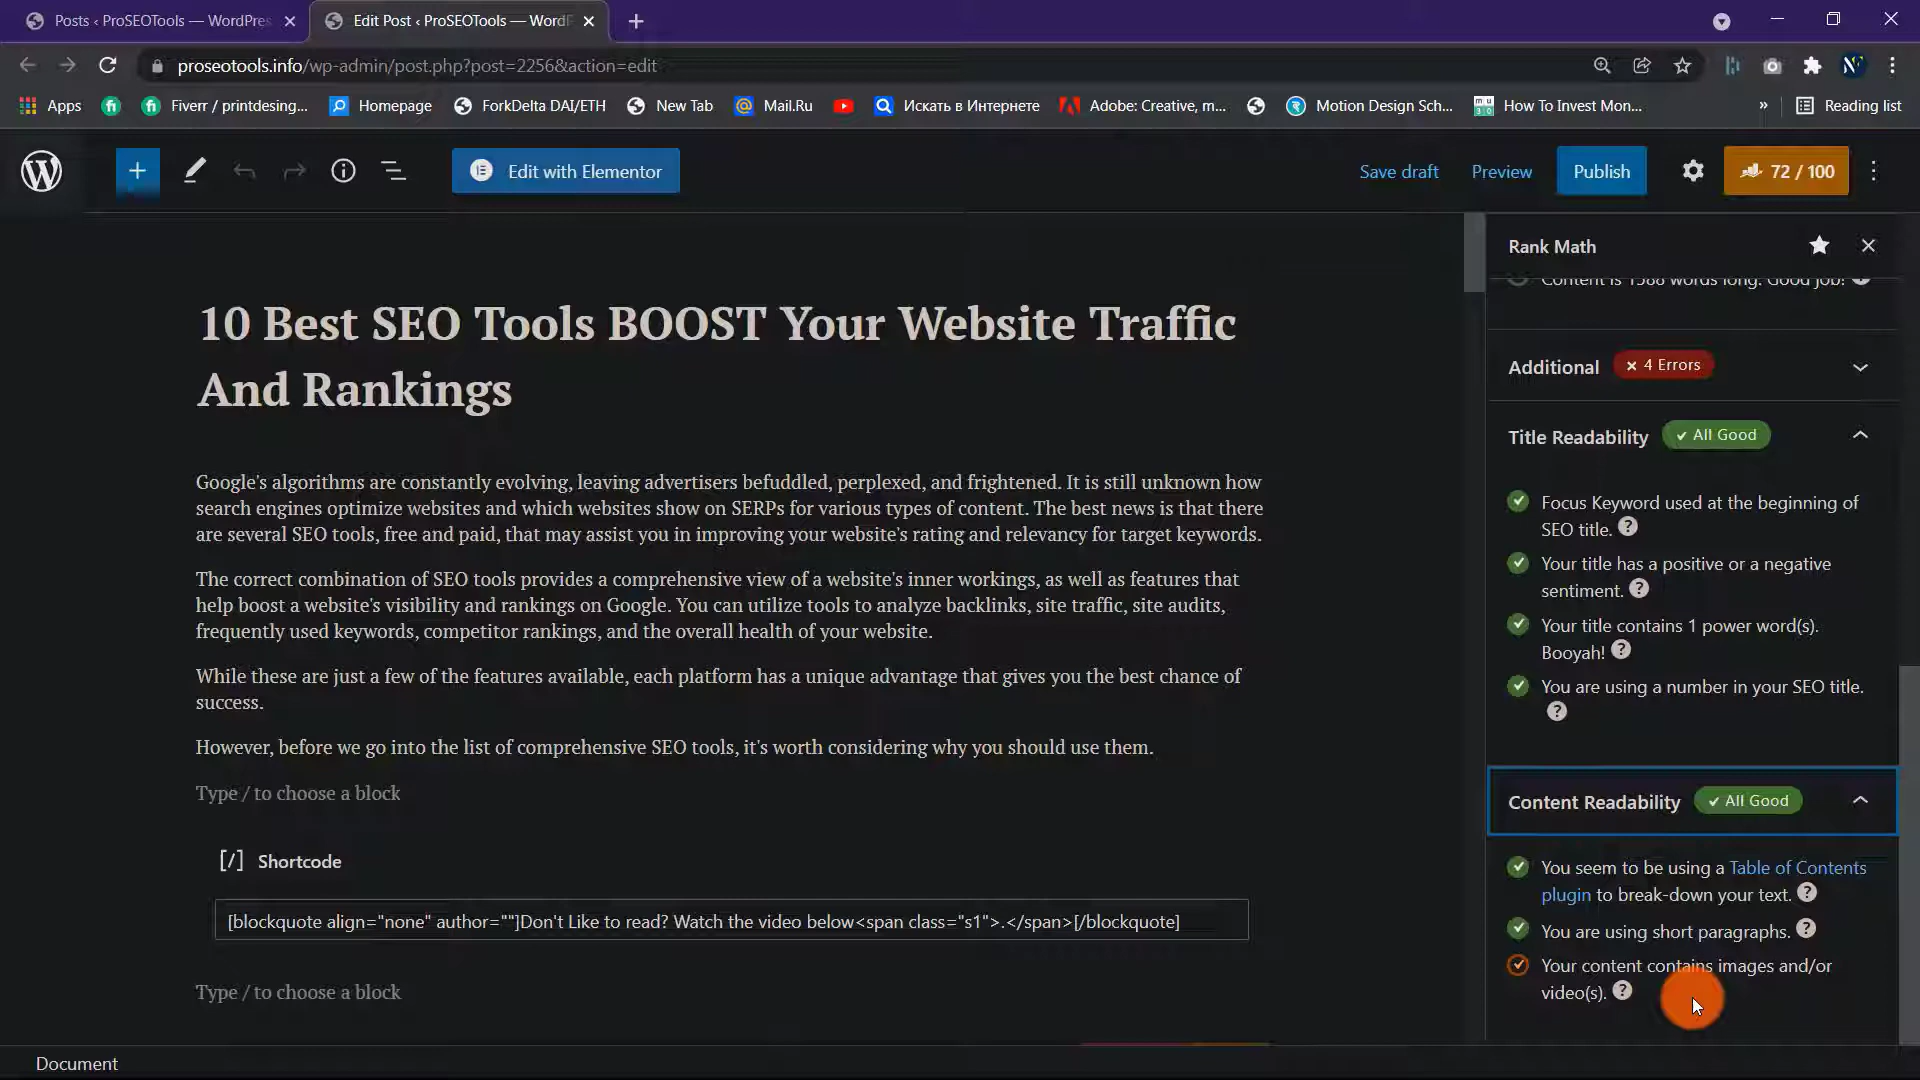 Posts ‹ ProSEOTools — WordPres
Edit Post ‹ ProSEOTools — WordF
proseotools.info/wp-admin/post.php?post=2256&action=edit
Apps
Fiverr / printdesing...
Homepage
ForkDelta DAI/ETH
New Tab
Mail.Ru
Искать в Интернете
Adobe: Creative, m...
Motion Design Sch...
How To Invest Mon...
»
Reading list
Edit with Elementor
Save draft
Preview
Publish
72 / 100
10 Best SEO Tools BOOST Your Website Traffic
And Rankings
Google's algorithms are constantly evolving, leaving advertisers befuddled, perplexed, and frightened. It is still unknown how
search engines optimize websites and which websites show on SERPs for various types of content. The best news is that there
are several SEO tools, free and paid, that may assist you in improving your website's rating and relevancy for target keywords.
The correct combination of SEO tools provides a comprehensive view of a website's inner workings, as well as features that
help boost a website's visibility and rankings on Google. You can utilize tools to analyze backlinks, site traffic, site audits,
frequently used keywords, competitor rankings, and the overall health of your website.
While these are just a few of the features available, each platform has a unique advantage that gives you the best chance of
success.
However, before we go into the list of comprehensive SEO tools, it's worth considering why you should use them.
Type / to choose a block
[/] Shortcode
[blockquote align="none" author=""]Don't Like to read? Watch the video below<span class="s1">.</span>[/blockquote]
Type / to choose a block
Document
Rank Math
Content is 1588 words long. Good job!
Additional
× 4 Errors
Title Readability
✓ All Good
Focus Keyword used at the beginning of
SEO title. ?
Your title has a positive or a negative
sentiment. ?
Your title contains 1 power word(s).
Booyah! ?
You are using a number in your SEO title.
?
Content Readability
✓ All Good
You seem to be using a Table of Contents
plugin to break-down your text. ?
You are using short paragraphs. ?
Your content contains images and/or
video(s). ?